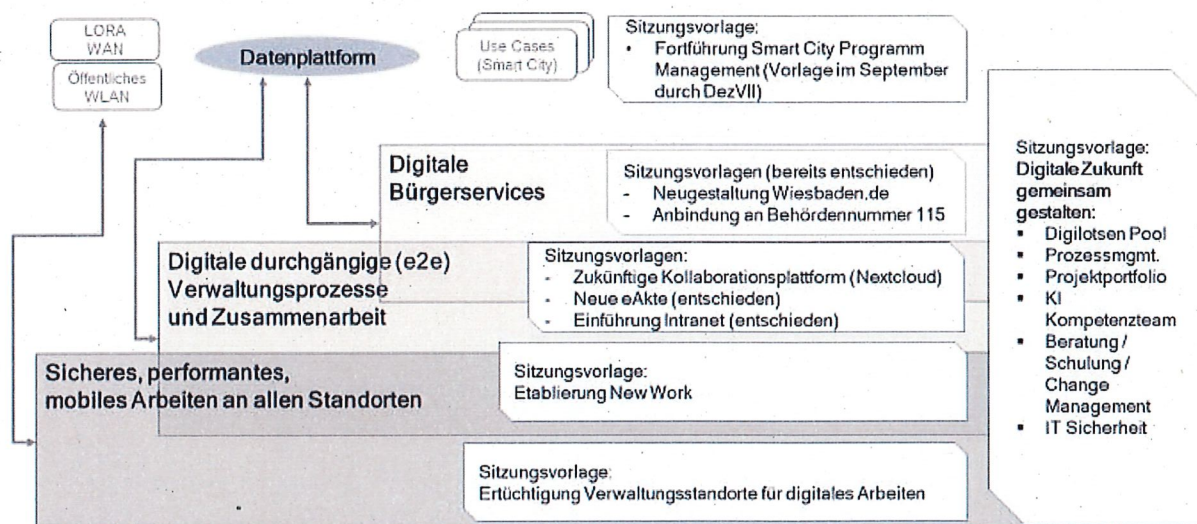 LORA
WAN
Öffentliches
WLAN
Datenplattform
Use Cases
(Smart City)
Sitzungsvorlage:
• Fortführung Smart City Programm
Management (Vorlage im September
durch DezVII)
Digitale
Bürgerservices
Sitzungsvorlagen (bereits entschieden)
- Neugestaltung Wiesbaden.de
- Anbindung an Behördennummer 115
Digitale durchgängige (e2e)
Verwaltungsprozesse
und Zusammenarbeit
Sitzungsvorlagen:
- Zukünftige Kollaborationsplattform (Nextcloud)
- Neue eAkte (entschieden)
- Einführung Intranet (entschieden)
Sicheres, performantes,
mobiles Arbeiten an allen Standorten
Sitzungsvorlage:
Etablierung New Work
Sitzungsvorlage:
Ertüchtigung Verwaltungsstandorte für digitales Arbeiten
Sitzungsvorlage:
Digitale Zukunft
gemeinsam
gestalten:
▪ Digilotsen Pool
▪ Prozessmgmt.
▪ Projektportfolio
▪ KI
Kompetenzteam
▪ Beratung /
Schulung /
Change
Management
▪ IT Sicherheit